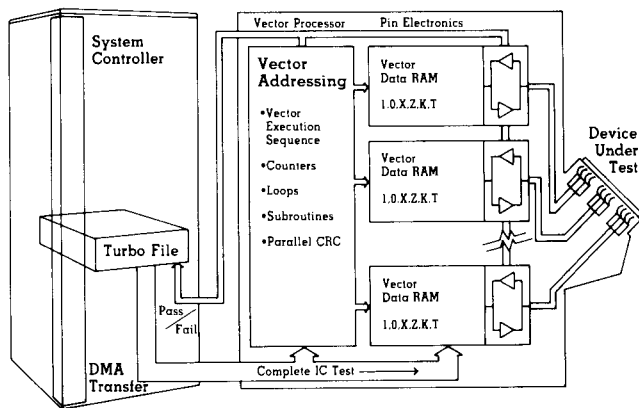 System
Controller
Turbo File
Pass/
Fail
DMA
Transfer
Vector Processor
Pin Electronics
Vector
Addressing
•Vector
Execution
Sequence
•Counters
•Loops
•Subroutines
•Parallel CRC
Vector
Data RAM
1.0.X.Z.K.T
Vector
Data RAM
1.0.X.Z.K.T
Vector
Data RAM
1.0.X.Z.K.T
Device
Under
Test
Complete IC Test